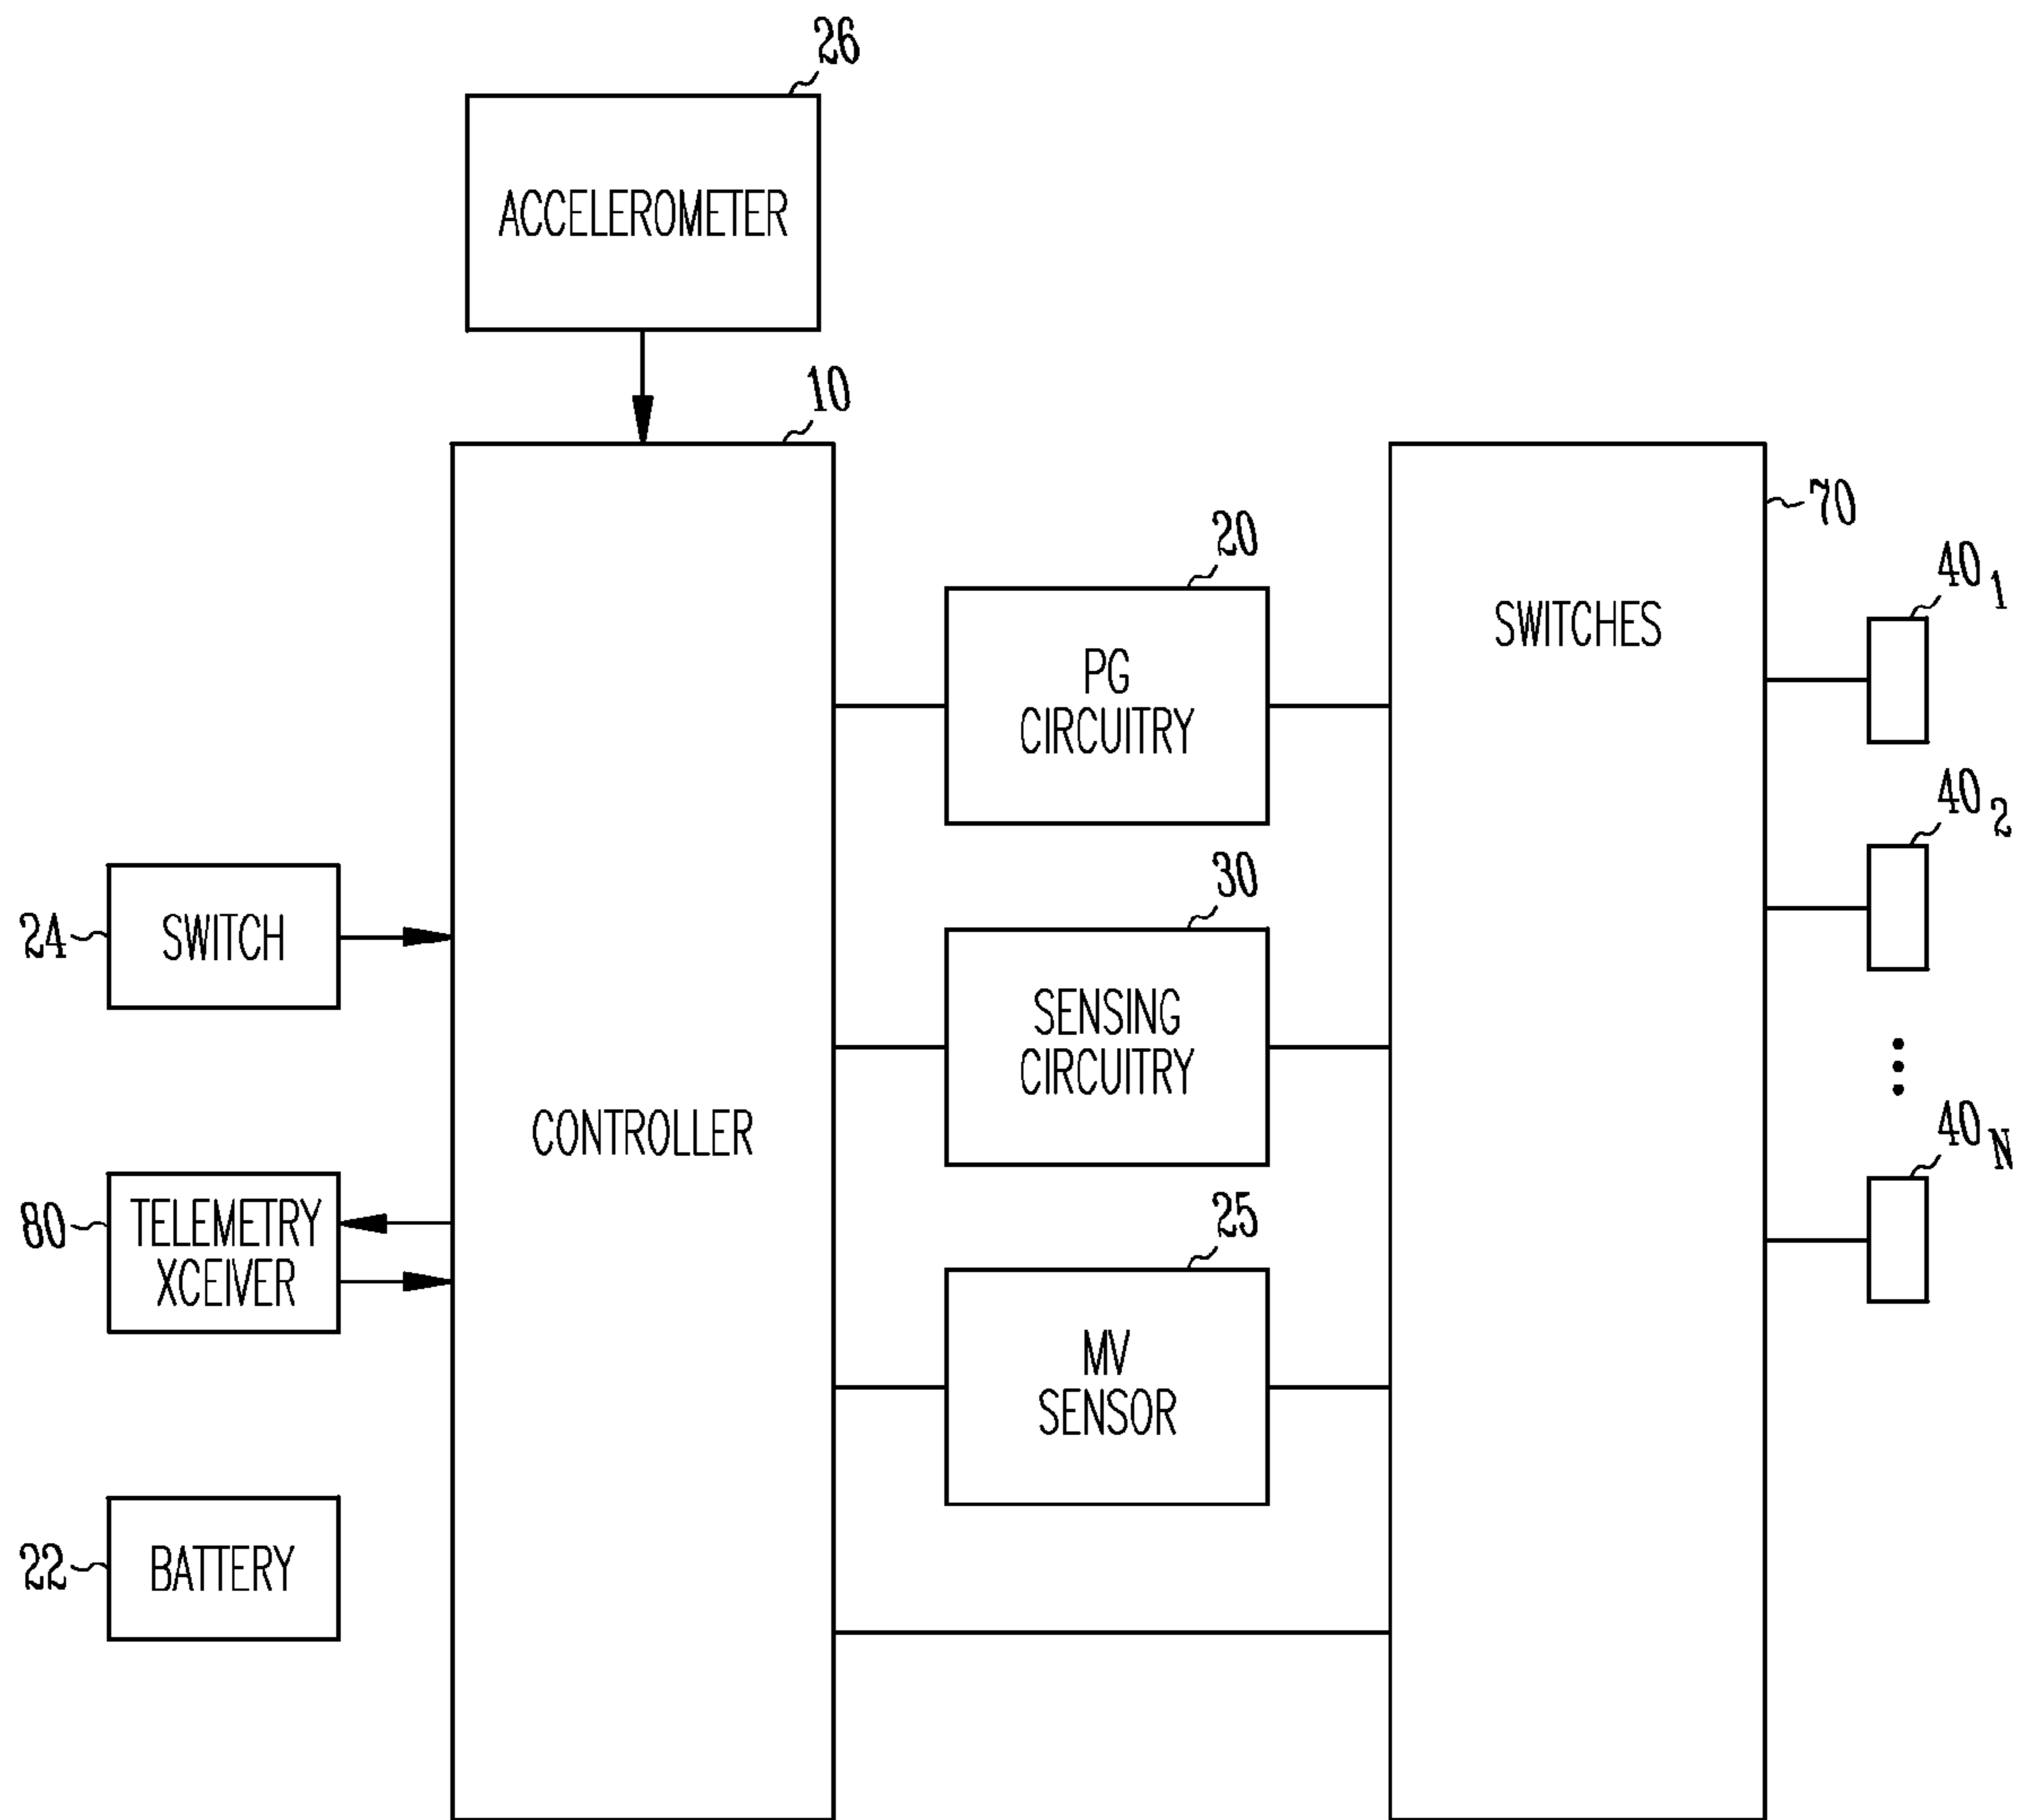 26
ACCELEROMETER
10
70
20
40 1
SWITCHES
PG
CIRCUITRY
40 2
30
24
SWITCH
SENSING
CIRCUITRY
CONTROLLER
40 N
80
TELEMETRY
XCEIVER
25
MV
SENSOR
22
BATTERY